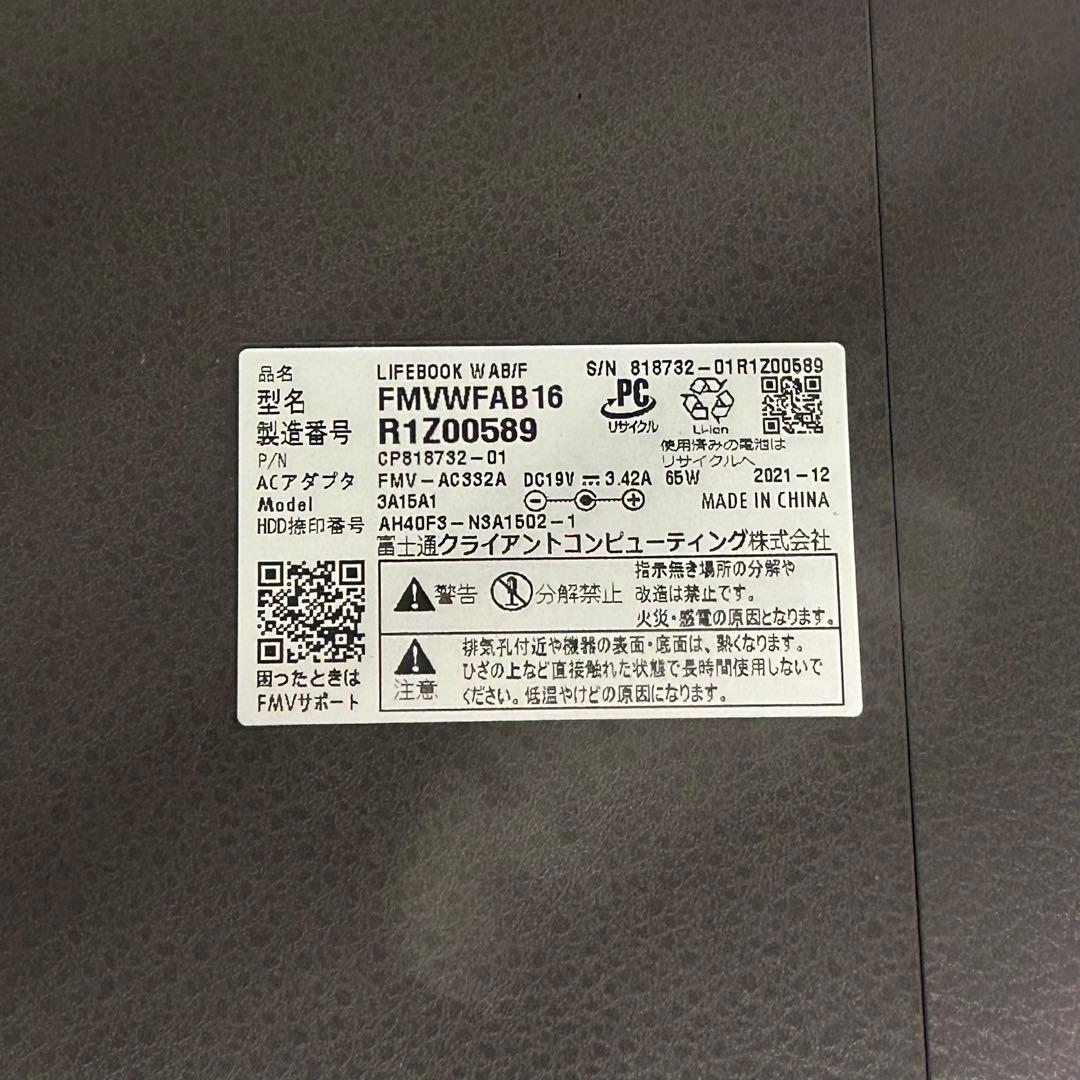 品名 LIFEBOOK WAB/F S/N 818732-01R1Z00589
型名 FMVWFAB16
製造番号 R1Z00589
PC
リサイクル
Li-ion
使用済みの電池は
リサイクルへ
P/N CP818732-01
ACアダプタ FMV-AC332A DC19V 3.42A 65W 2021-12
Model 3A15A1 MADE IN CHINA
HDD捺印番号 AH40F3-N3A1502-1
富士通クライアントコンピューティング株式会社
警告 分解禁止
指示無き場所の分解や
改造は禁止です。
火災・感電の原因となります。
注意
排気孔付近や機器の表面・底面は、熱くなります。
ひざの上など直接触れた状態で長時間使用しないで
ください。低温やけどの原因になります。
困ったときは
FMVサポート